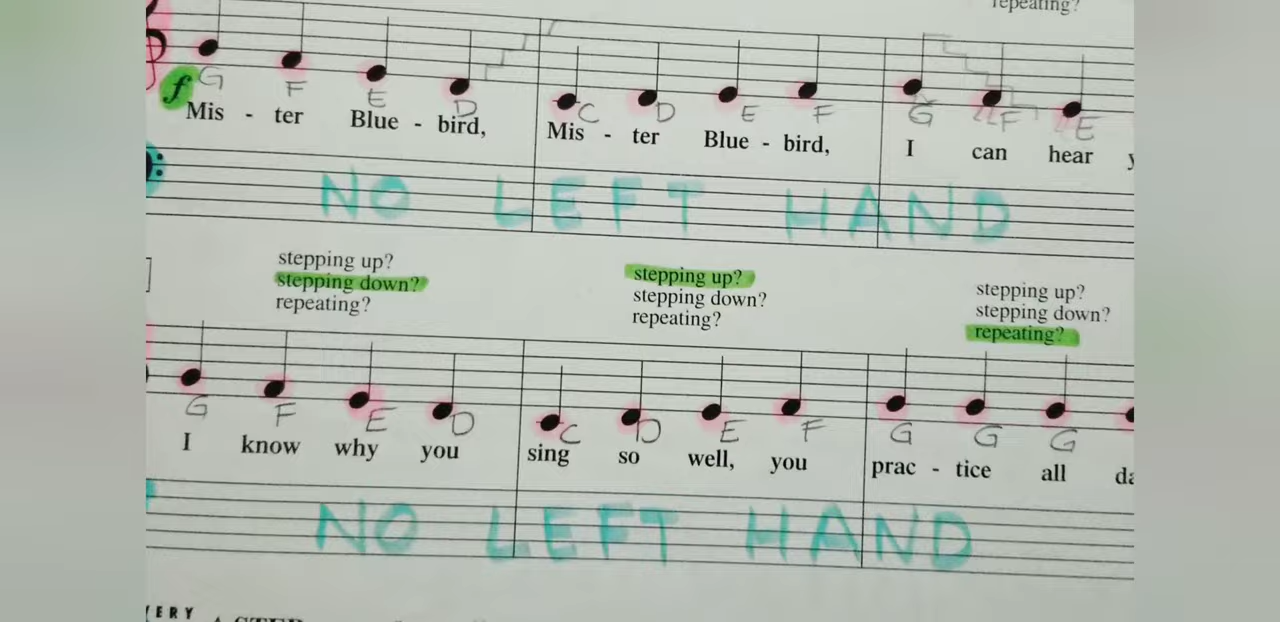 repeating?
G F E D C D E F G F E
f
Mis - ter Blue - bird, Mis - ter Blue - bird, I can hear
NO LEFT HAND
stepping up?
stepping down?
repeating?
stepping up?
stepping down?
repeating?
stepping up?
stepping down?
repeating?
G F E D C D E F G G G
I know why you sing so well, you prac - tice all
NO LEFT HAND